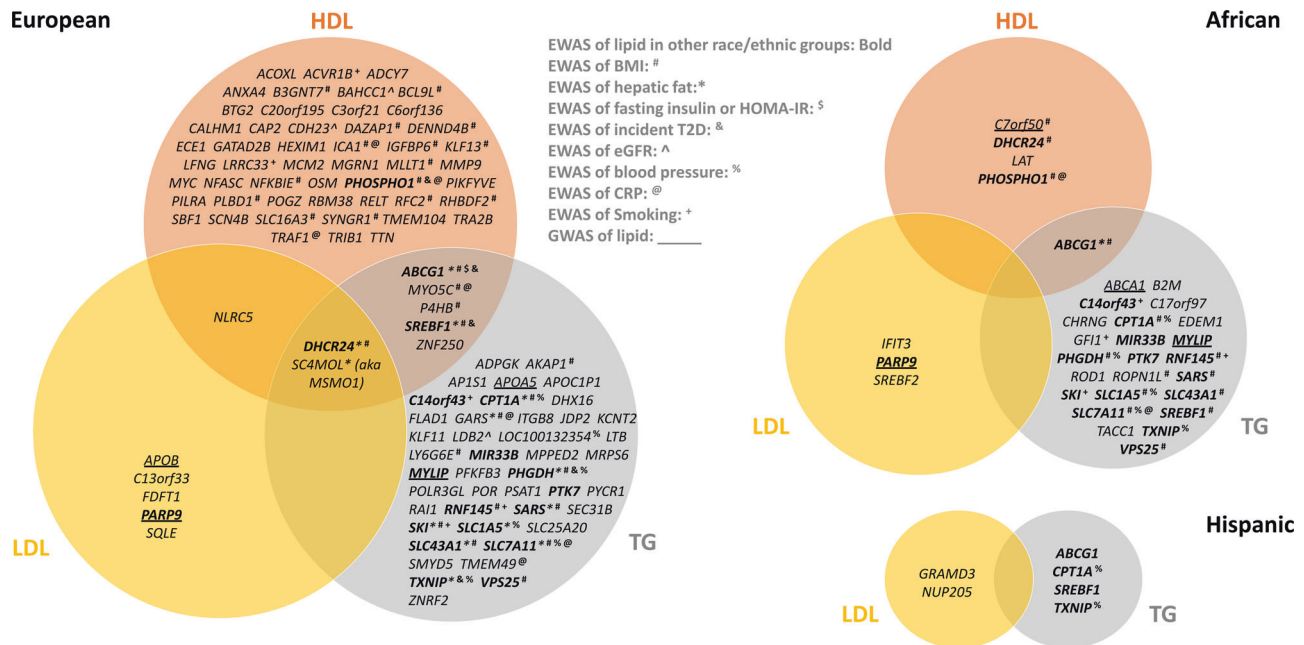 European
HDL
ACOXL ACVR1B⁺ ADCY7
ANXA4 B3GNT7# BAHCC1^ BCL9L#
BTG2 C20orf195 C3orf21 C6orf136
CALHM1 CAP2 CDH23^ DAZAP1# DENND4B#
ECE1 GATAD2B HEXIM1 ICA1#@ IGFBP6# KLF13#
LFNG LRRC33⁺ MCM2 MGRN1 MLLT1# MMP9
MYC NFASC NFKBIE# OSM PHOSPHO1#&@ PIKFYVE
PILRA PLBD1# POGZ RBM38 RELT RFC2# RHBDF2#
SBF1 SCN4B SLC16A3# SYNGR1# TMEM104 TRA2B
TRAF1@ TRIB1 TTN
NLRC5
ABCG1*#$&
MYO5C#@
P4HB#
SREBF1*#&
ZNF250
DHCR24*#
SC4MOL* (aka
MSMO1)
APOB
C13orf33
FDFT1
PARP9
SQLE
LDL
ADPGK AKAP1#
AP1S1 APOA5 APOC1P1
C14orf43⁺ CPT1A*#% DHX16
FLAD1 GARS*#@ ITGB8 JDP2 KCNT2
KLF11 LDB2^ LOC100132354% LTB
LY6G6E# MIR33B MPPED2 MRPS6
MYLIP PFKFB3 PHGDH*#&%
POLR3GL POR PSAT1 PTK7 PYCR1
RAI1 RNF145#⁺ SARS*# SEC31B
SKI*#⁺ SLC1A5*% SLC25A20
SLC43A1*# SLC7A11*#%@
SMYD5 TMEM49@
TXNIP*&% VPS25#
ZNRF2
TG
EWAS of lipid in other race/ethnic groups: Bold
EWAS of BMI: #
EWAS of hepatic fat:*
EWAS of fasting insulin or HOMA-IR: $
EWAS of incident T2D: &
EWAS of eGFR: ^
EWAS of blood pressure: %
EWAS of CRP: @
EWAS of Smoking: ⁺
GWAS of lipid: _____
African
HDL
C7orf50#
DHCR24#
LAT
PHOSPHO1#@
ABCG1*#
IFIT3
PARP9
SREBF2
LDL
ABCA1 B2M
C14orf43⁺ C17orf97
CHRNG CPT1A#% EDEM1
GFI1⁺ MIR33B MYLIP
PHGDH#% PTK7 RNF145#⁺
ROD1 ROPN1L# SARS#
SKI⁺ SLC1A5#% SLC43A1#
SLC7A11#%@ SREBF1#
TACC1 TXNIP%
VPS25#
TG
Hispanic
GRAMD3
NUP205
LDL
ABCG1
CPT1A%
SREBF1
TXNIP%
TG